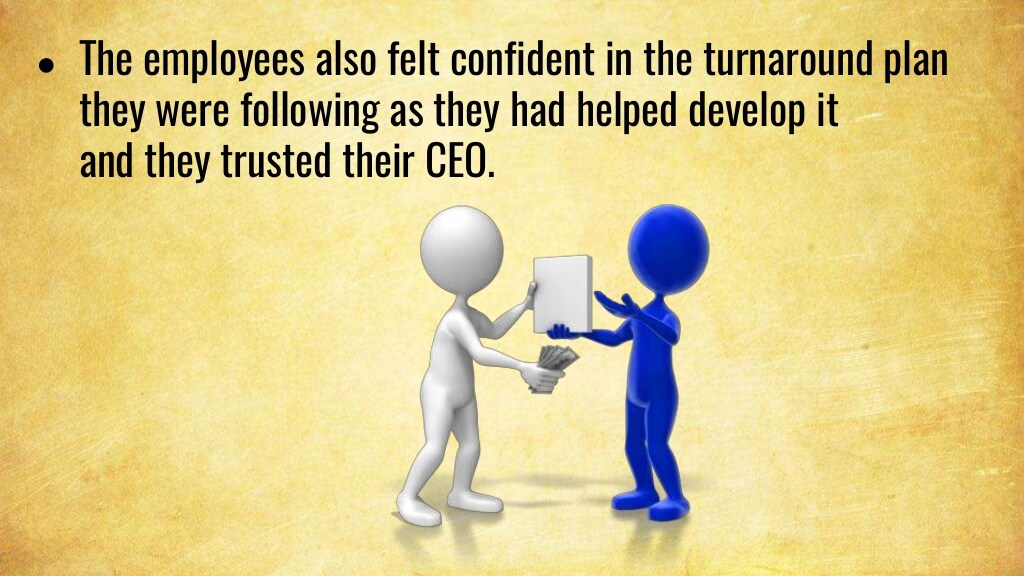 • The employees also felt confident in the turnaround plan
they were following as they had helped develop it
and they trusted their CEO.